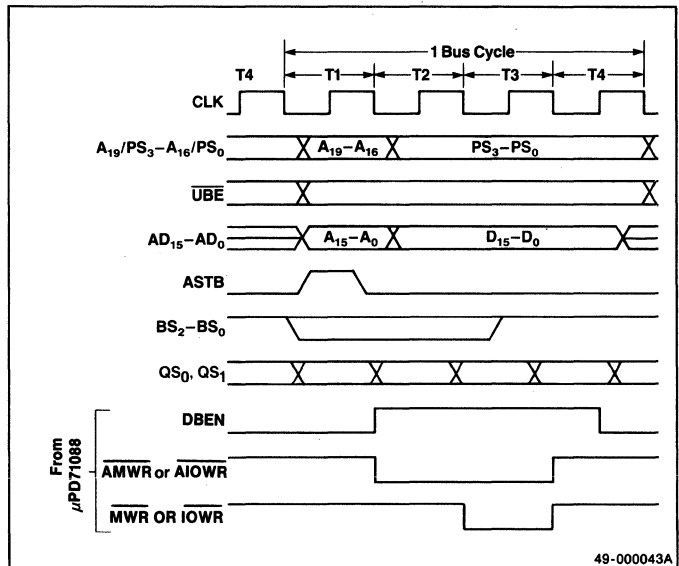 1 Bus Cycle
T4 T1 T2 T3 T4
CLK
A19/PS3–A16/PS0 A19–A16 PS3–PS0
UBE
AD15–AD0 A15–A0 D15–D0
ASTB
BS2–BS0
QS0, QS1
DBEN
From
μPD71088
AMWR or AIOWR
MWR OR IOWR
49-000043A